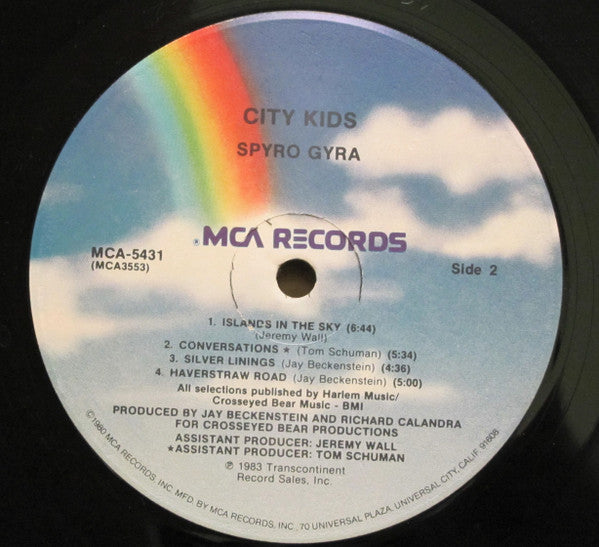 CITY KIDS
SPYRO GYRA
® MCA RECORDS
MCA-5431
(MCA3553)
Side 2
1. ISLANDS IN THE SKY (6:44)
(Jeremy Wall)
2. CONVERSATIONS ★ (Tom Schuman) (5:34)
3. SILVER LININGS (Jay Beckenstein) (4:36)
4. HAVERSTRAW ROAD (Jay Beckenstein) (5:00)
All selections published by Harlem Music/
Crosseyed Bear Music - BMI
PRODUCED BY JAY BECKENSTEIN AND RICHARD CALANDRA
FOR CROSSEYED BEAR PRODUCTIONS
ASSISTANT PRODUCER: JEREMY WALL
★ASSISTANT PRODUCER: TOM SCHUMAN
℗ 1983 Transcontinent
Record Sales, Inc.
©1980 MCA RECORDS, INC. MFD. BY MCA RECORDS, INC., 70 UNIVERSAL PLAZA, UNIVERSAL CITY, CALIF. 91608